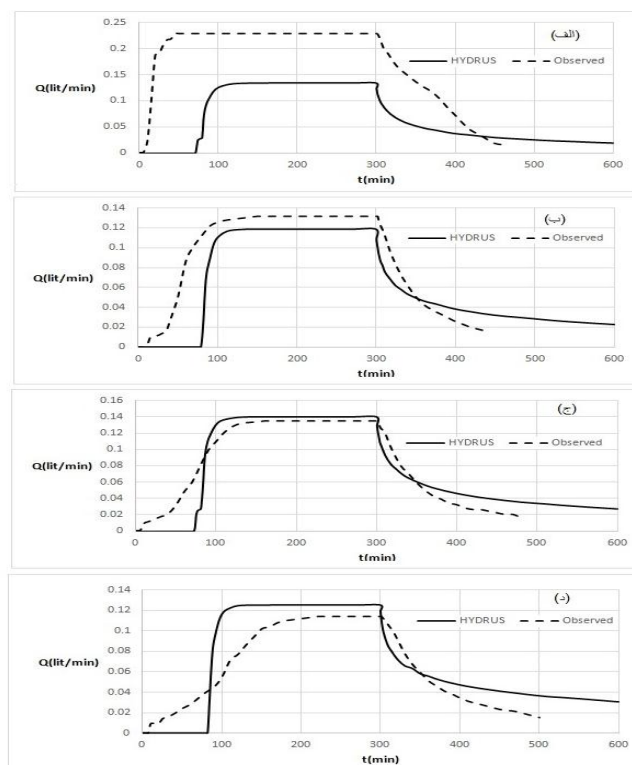 (الف)
HYDRUS Observed
Q(lit/min)
0.25
0.2
0.15
0.1
0.05
0
0 100 200 300 400 500 600
t(min)
(ب)
HYDRUS Observed
Q(lit/min)
0.14
0.12
0.1
0.08
0.06
0.04
0.02
0
0 100 200 300 400 500 600
t(min)
(ج)
HYDRUS Observed
Q(lit/min)
0.16
0.14
0.12
0.1
0.08
0.06
0.04
0.02
0
0 100 200 300 400 500 600
t(min)
(د)
HYDRUS Observed
Q(lit/min)
0.14
0.12
0.1
0.08
0.06
0.04
0.02
0
0 100 200 300 400 500 600
t(min)